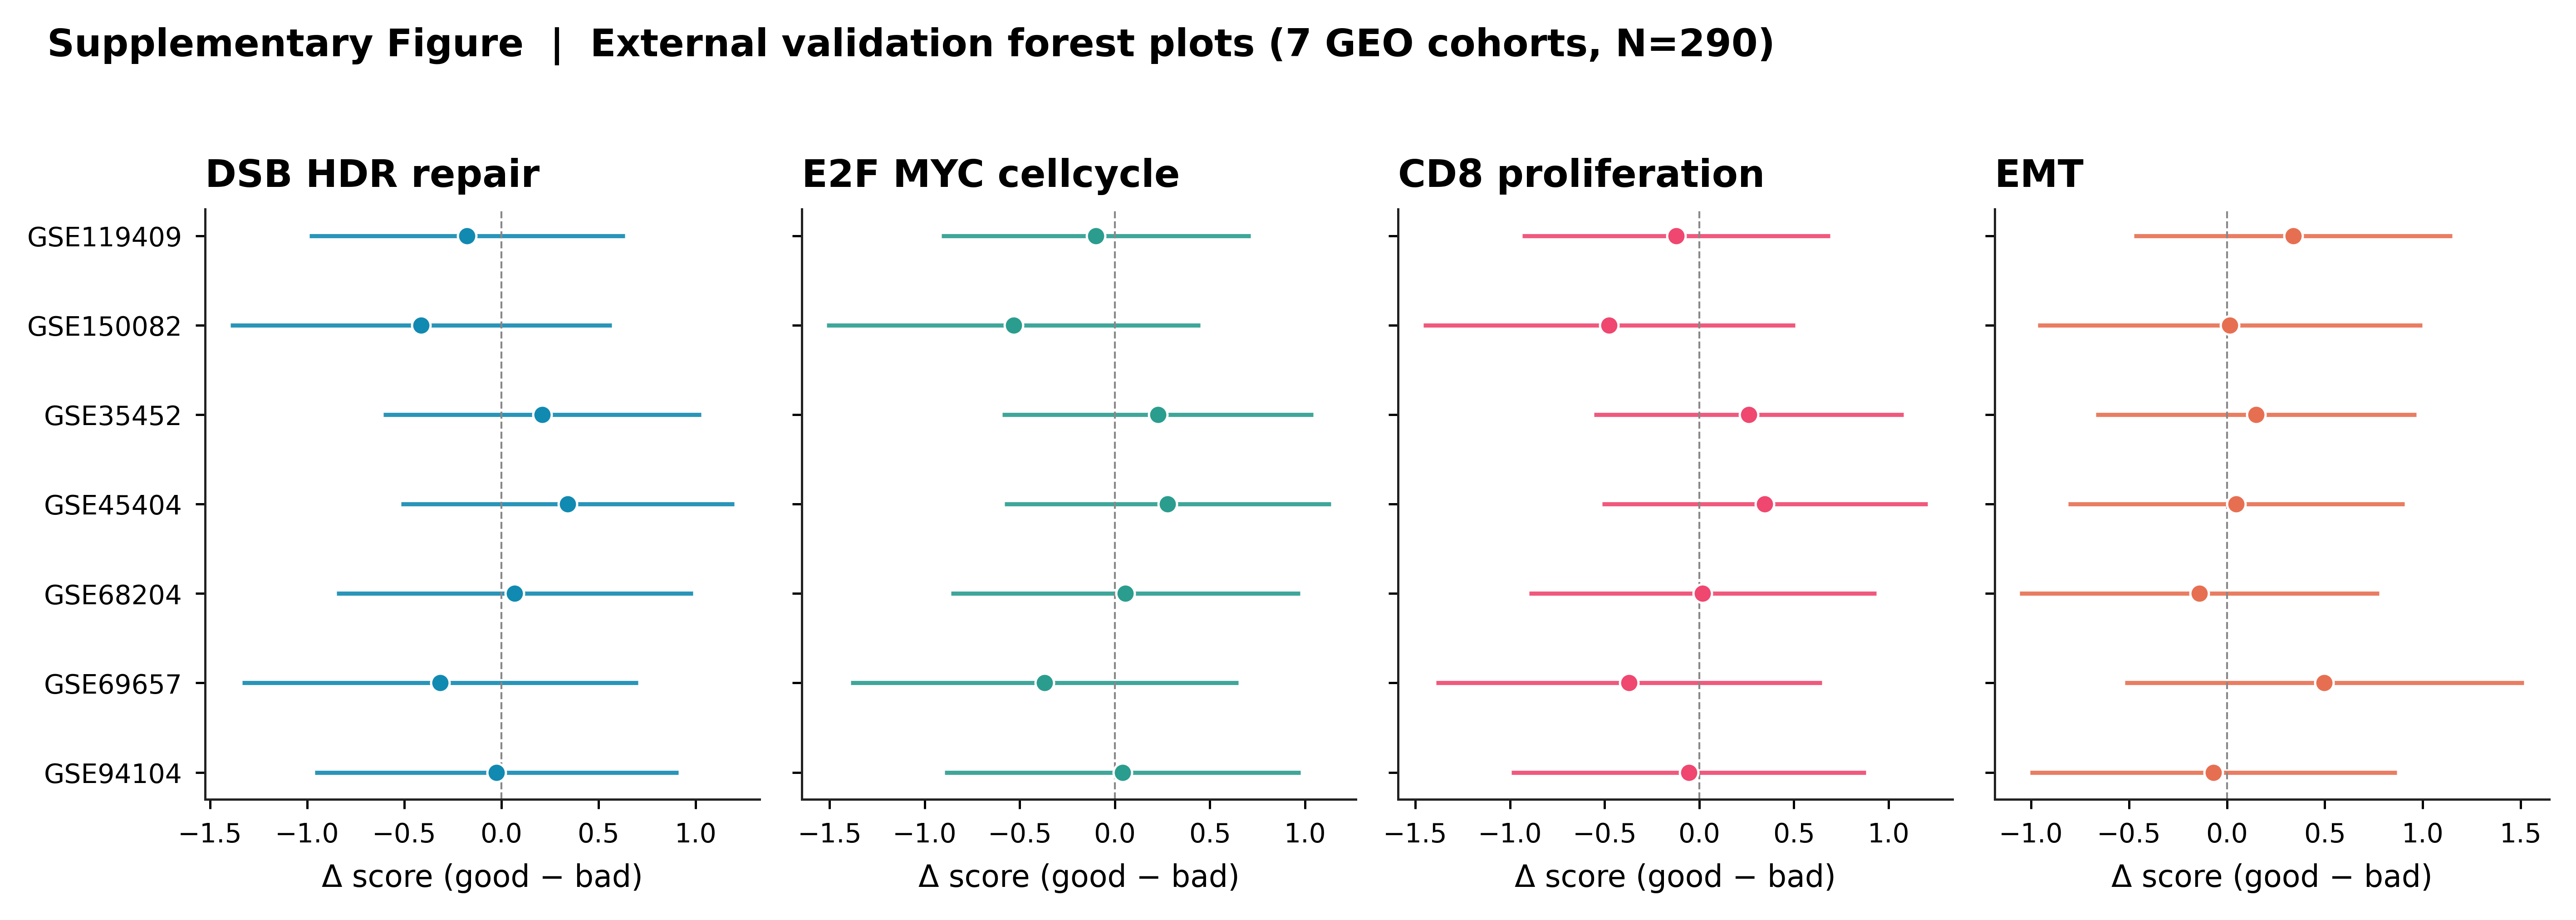 Supplementary Figure | External validation forest plots (7 GEO cohorts, N=290)
DSB HDR repair
E2F MYC cellcycle
CD8 proliferation
EMT
GSE119409
GSE150082
GSE35452
GSE45404
GSE68204
GSE69657
GSE94104
−1.5 −1.0 −0.5 0.0 0.5 1.0
−1.5 −1.0 −0.5 0.0 0.5 1.0
−1.5 −1.0 −0.5 0.0 0.5 1.0
−1.0 −0.5 0.0 0.5 1.0 1.5
Δ score (good − bad)
Δ score (good − bad)
Δ score (good − bad)
Δ score (good − bad)